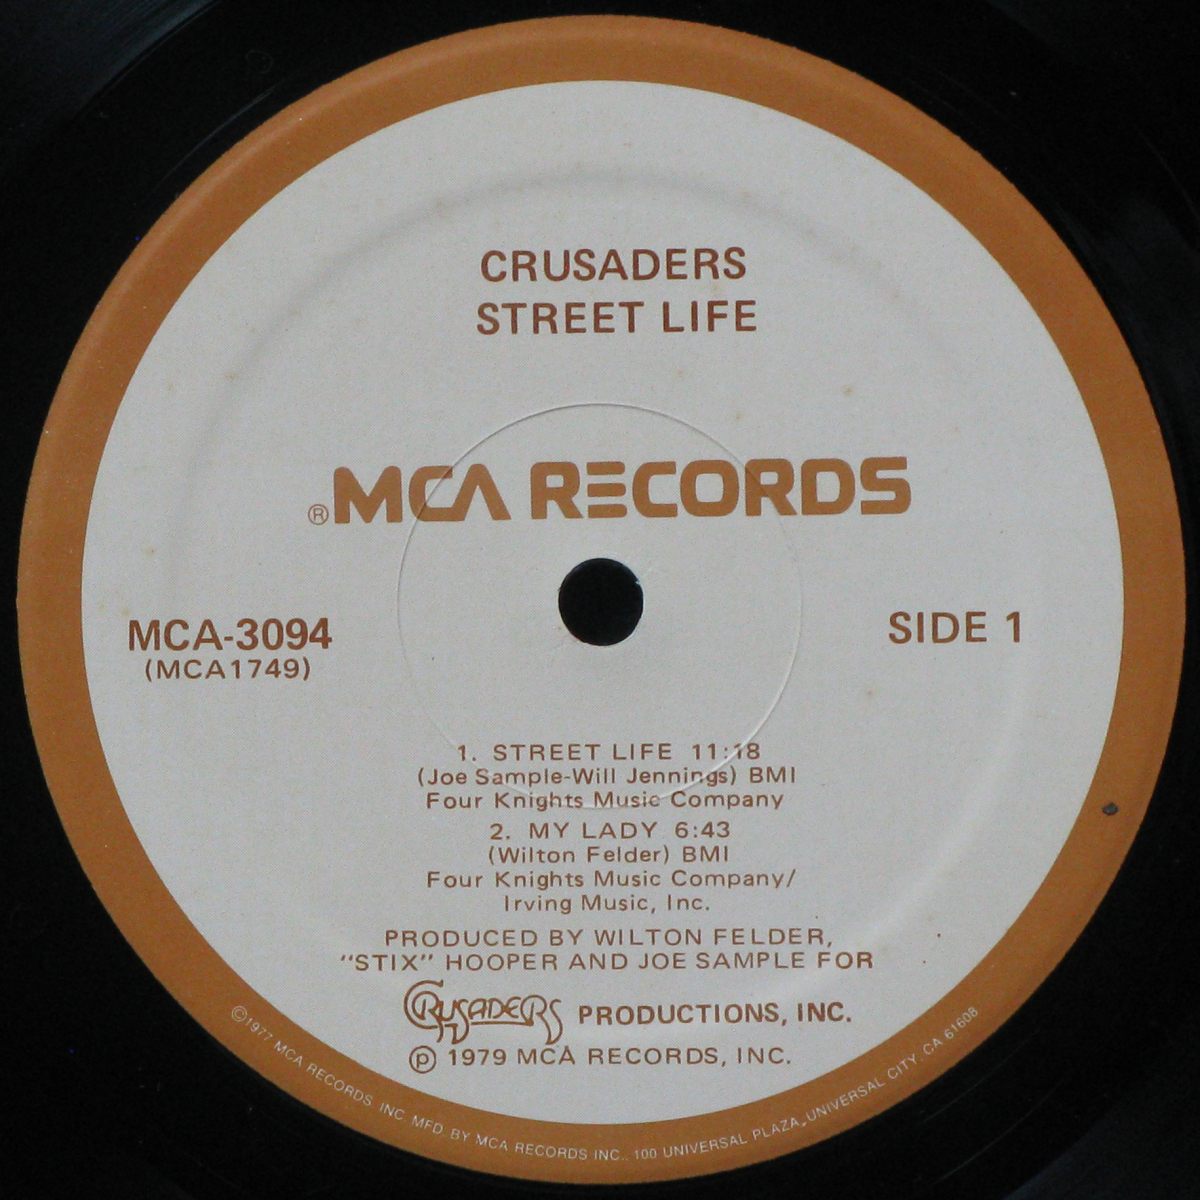 CRUSADERS
STREET LIFE
® MCA RECORDS
MCA-3094
(MCA1749)
SIDE 1
1. STREET LIFE 11:18
(Joe Sample-Will Jennings) BMI
Four Knights Music Company
2. MY LADY 6:43
(Wilton Felder) BMI
Four Knights Music Company/
Irving Music, Inc.
PRODUCED BY WILTON FELDER,
"STIX" HOOPER AND JOE SAMPLE FOR
CRUSADERS PRODUCTIONS, INC.
℗ 1979 MCA RECORDS, INC.
©1977 MCA RECORDS, INC. MFD. BY MCA RECORDS INC., 100 UNIVERSAL PLAZA, UNIVERSAL CITY, CA 61608